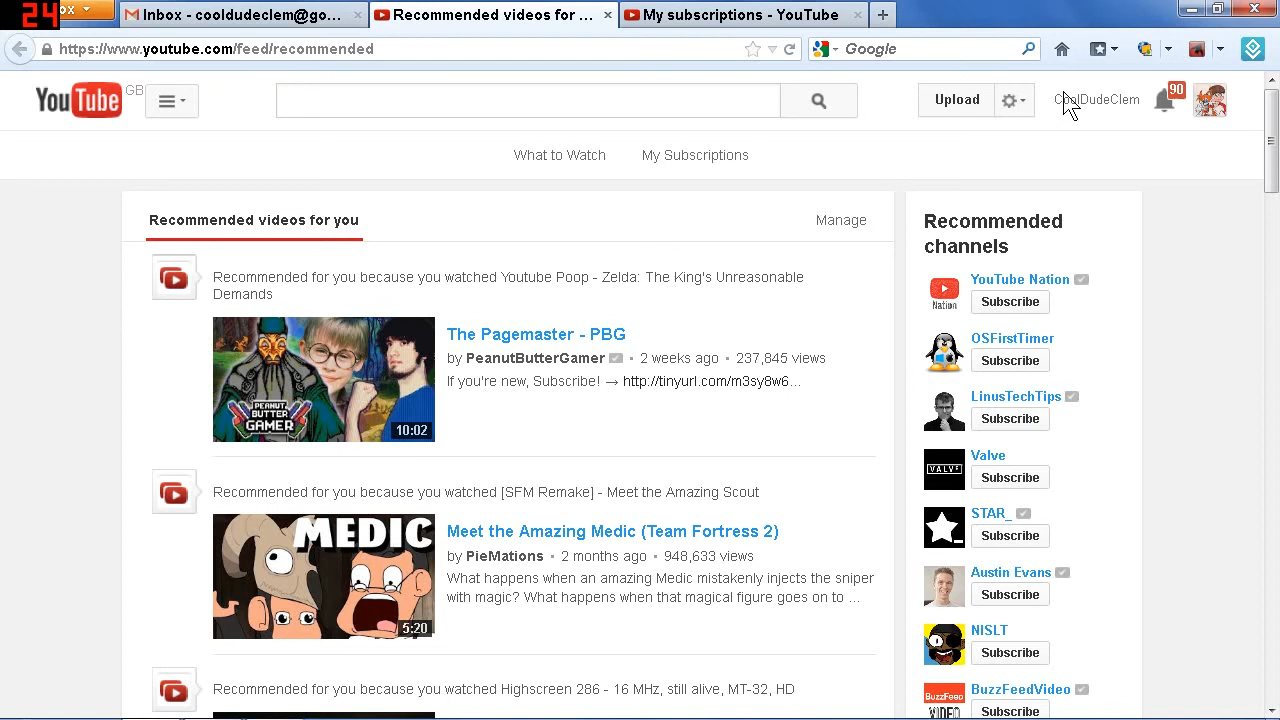 24
ox
Inbox - cooldudeclem@go...
Recommended videos for ...
My subscriptions - YouTube
https://www.youtube.com/feed/recommended
Google
YouTube GB
Upload
CoolDudeClem
90
What to Watch
My Subscriptions
Recommended videos for you
Manage
Recommended for you because you watched Youtube Poop - Zelda The King's Unreasonable
Demands
The Pagemaster - PBG
by PeanutButterGamer • 2 weeks ago • 237,845 views
If you're new, Subscribe! → http://tinyurl.com/m3sy8w6...
PEANUT
BUTTER
GAMER
10:02
Recommended for you because you watched [SFM Remake] - Meet the Amazing Scout
MEDIC
5:20
Meet the Amazing Medic (Team Fortress 2)
by PieMations • 2 months ago • 948,633 views
What happens when an amazing Medic mistakenly injects the sniper
with magic? What happens when that magical figure goes on to ...
Recommended for you because you watched Highscreen 286 - 16 MHz, still alive, MT-32, HD
Recommended
channels
Nation
YouTube Nation
Subscribe
OSFirstTimer
Subscribe
LinusTechTips
Subscribe
VALVE
Valve
Subscribe
STAR_
Subscribe
Austin Evans
Subscribe
NISLT
Subscribe
BuzzFeed
VIDEO
BuzzFeedVideo
Subscribe